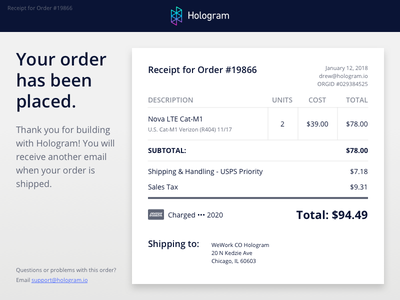 Receipt for Order #19866
Hologram
Your order
has been
placed.
Thank you for building
with Hologram! You will
receive another email
when your order is
shipped.
Questions or problems with this order?
Email support@hologram.io
Receipt for Order #19866
January 12, 2018
drew@hologram.io
ORGID #029384525
DESCRIPTION UNITS COST TOTAL
Nova LTE Cat-M1
U.S. Cat-M1 Verizon (R404) 11/17
2 $39.00 $78.00
SUBTOTAL: $78.00
Shipping & Handling - USPS Priority $7.18
Sales Tax $9.31
Charged ••• 2020 Total: $94.49
Shipping to:
WeWork CO Hologram
20 N Kedzie Ave
Chicago, IL 60603